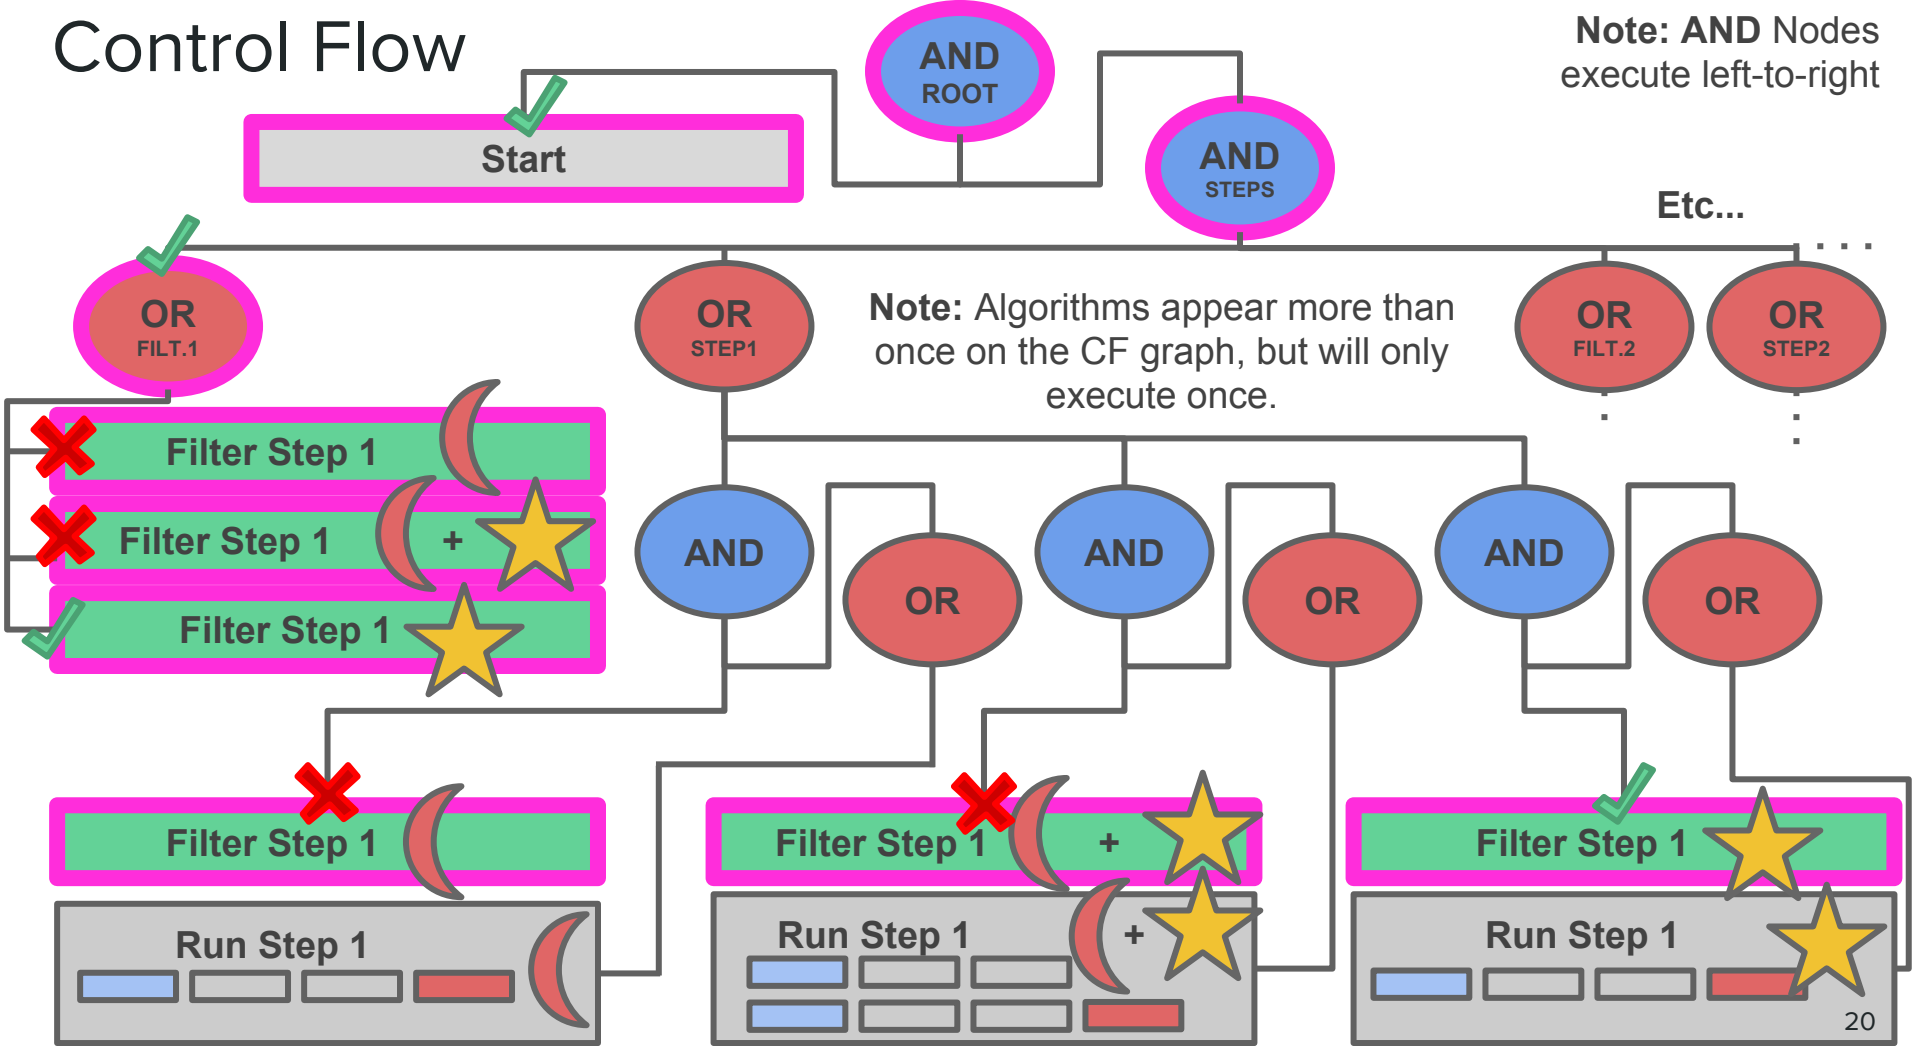 Control Flow
AND
ROOT
Note: AND Nodes
execute left-to-right
Start
AND
STEPS
Etc...
OR
FILT.1
OR
STEP1
Note: Algorithms appear more than
once on the CF graph, but will only
execute once.
OR
FILT.2
OR
STEP2
Filter Step 1
Filter Step 1 +
Filter Step 1
AND
OR
AND
OR
AND
OR
Filter Step 1
Filter Step 1 +
Filter Step 1
Run Step 1
Run Step 1 +
Run Step 1
20